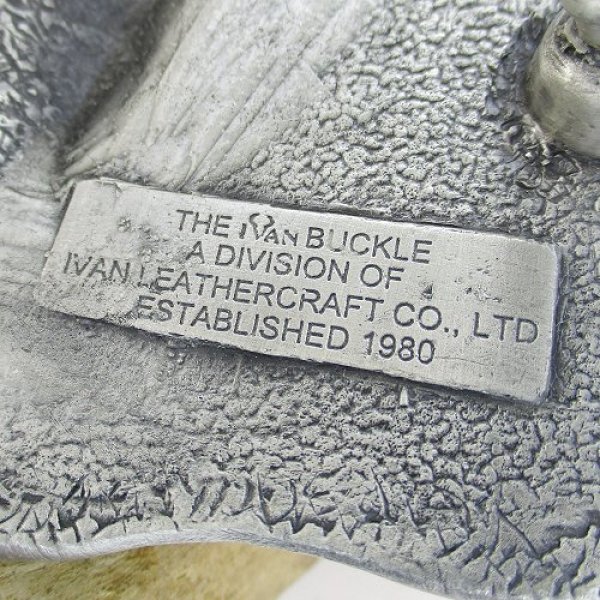 THE IVAN BUCKLE
A DIVISION OF
IVAN LEATHERCRAFT CO., LTD
ESTABLISHED 1980